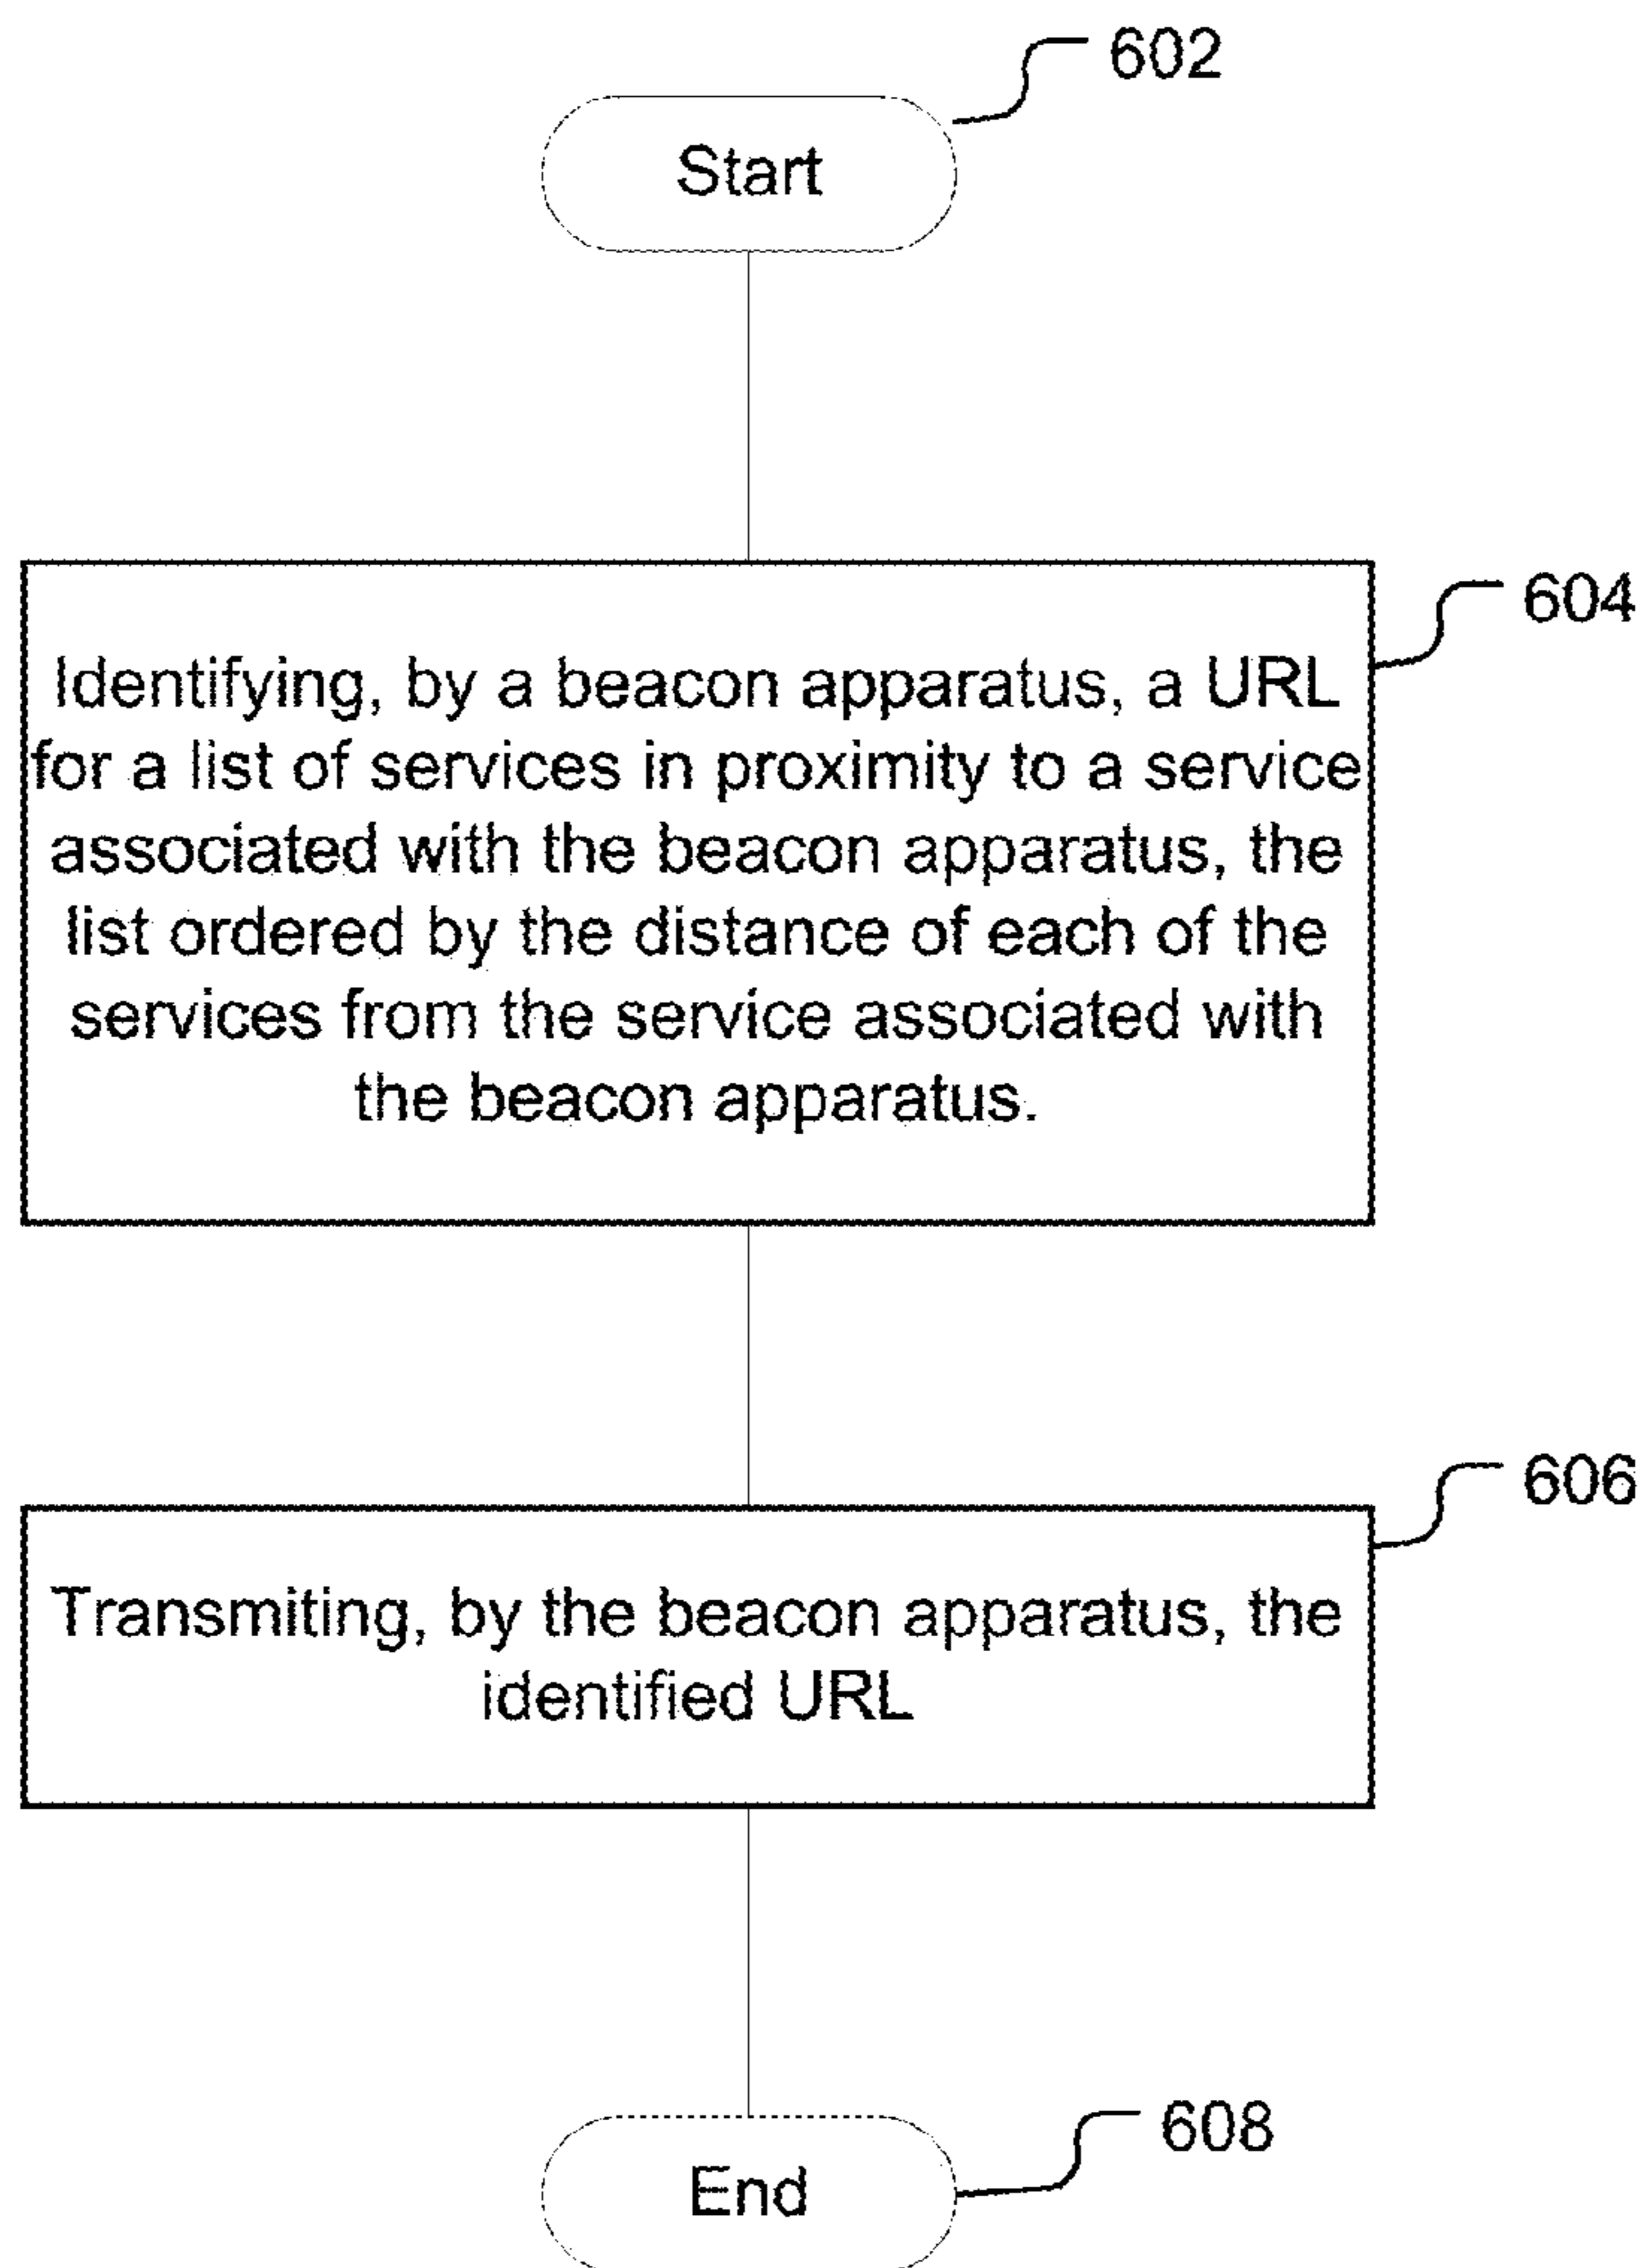 602
Start
604
Identifying, by a beacon apparatus, a URL
for a list of services in proximity to a service
associated with the beacon apparatus, the
list ordered by the distance of each of the
services from the service associated with
the beacon apparatus.
606
Transmiting, by the beacon apparatus, the
identified URL
608
End